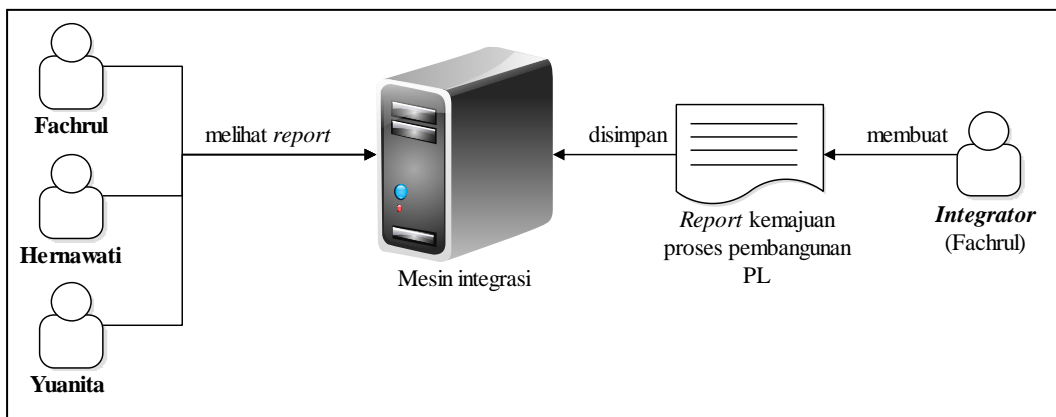 Fachrul
Hernawati
Yuanita
melihat report
Mesin integrasi
disimpan
Report kemajuan
proses pembangunan
PL
membuat
Integrator
(Fachrul)